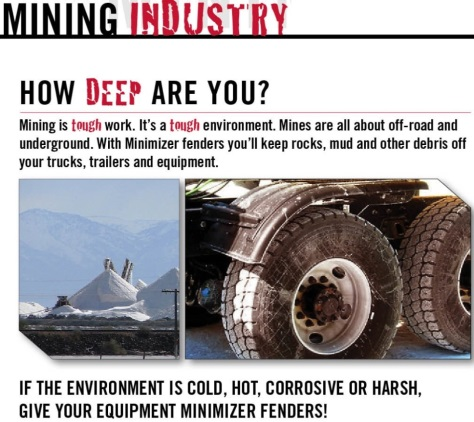 MINING INDUSTRY
HOW DEEP ARE YOU?
Mining is tough work. It's a tough environment. Mines are all about off-road and
underground. With Minimizer fenders you'll keep rocks, mud and other debris off
your trucks, trailers and equipment.
IF THE ENVIRONMENT IS COLD, HOT, CORROSIVE OR HARSH,
GIVE YOUR EQUIPMENT MINIMIZER FENDERS!